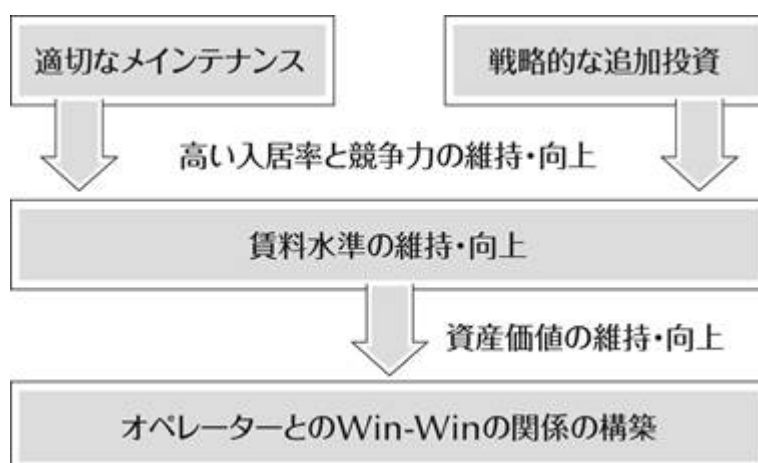 適切なメインテナンス
戦略的な追加投資
高い入居率と競争力の維持・向上
賃料水準の維持・向上
資産価値の維持・向上
オペレーターとのWin-Winの関係の構築